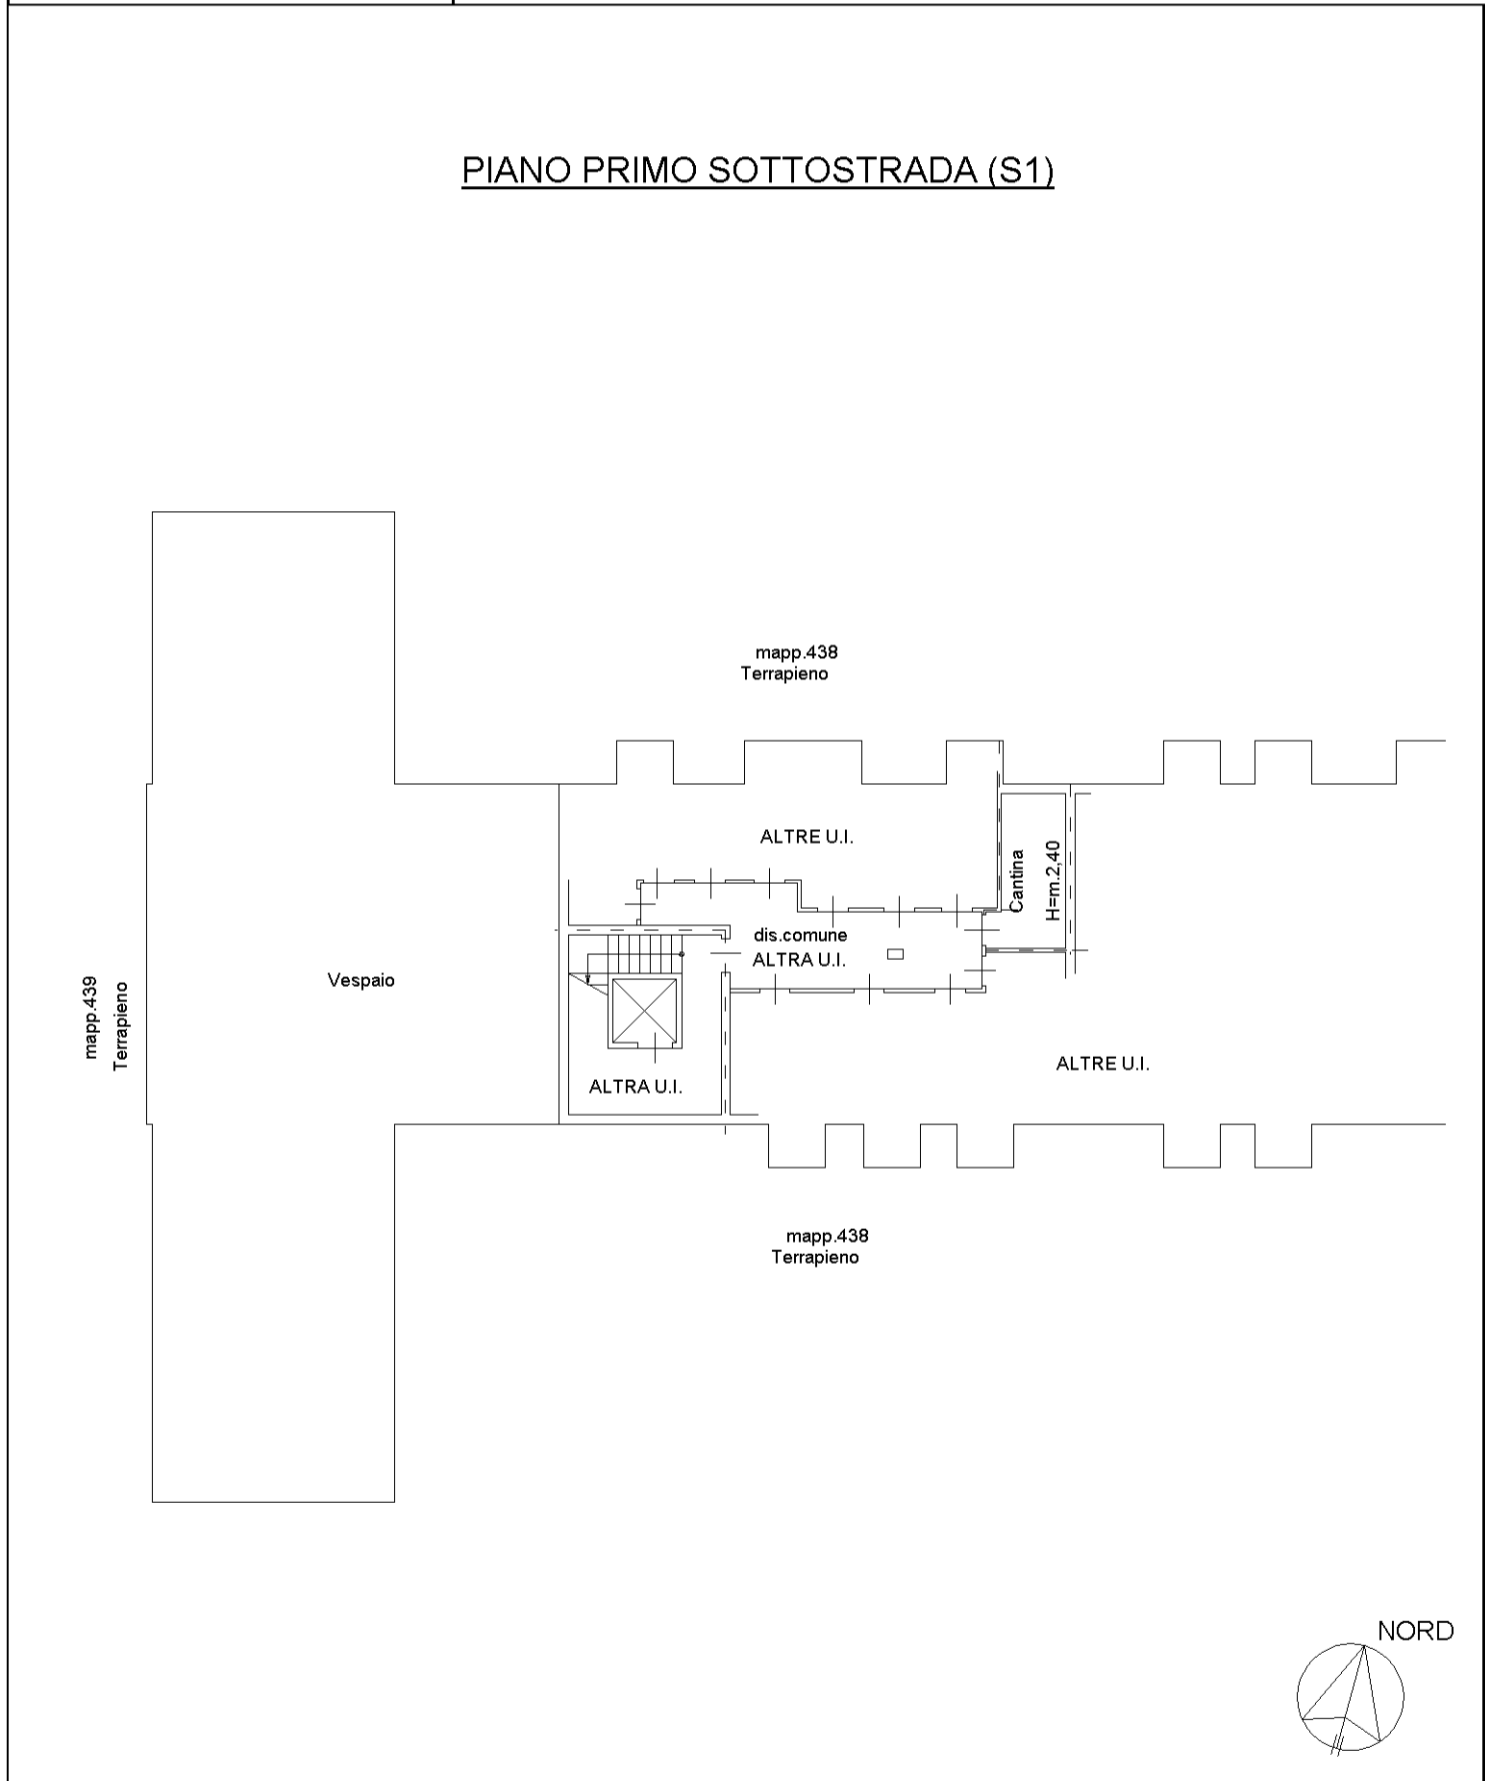 PIANO PRIMO SOTTOSTRADA (S1)
mapp.438
Terrapieno
ALTRE U.I.
Cantina
H=m.2,40
dis.comune
ALTRA U.I.
Vespaio
mapp.439
Terrapieno
ALTRE U.I.
ALTRA U.I.
mapp.438
Terrapieno
NORD